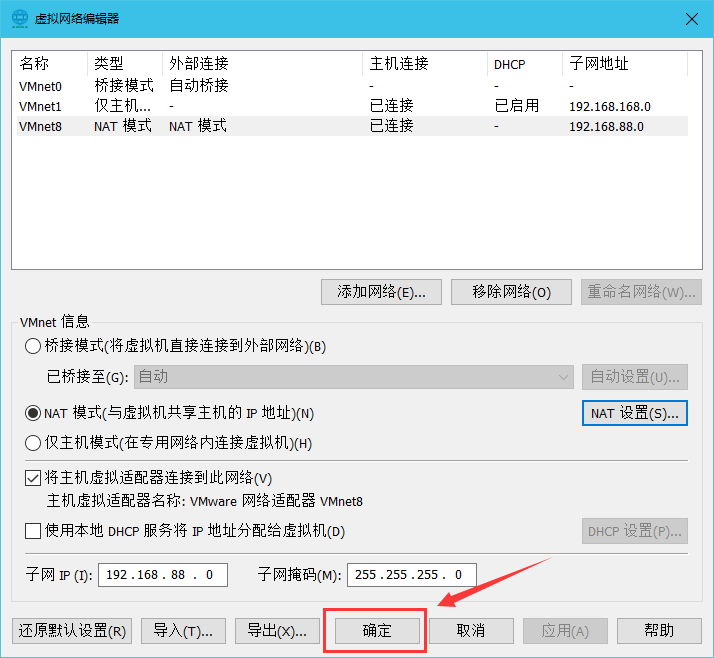 虚拟网络编辑器
名称 类型 外部连接 主机连接 DHCP 子网地址
VMnet0 桥接模式 自动桥接 - - -
VMnet1 仅主机... - 已连接 已启用 192.168.168.0
VMnet8 NAT 模式 NAT 模式 已连接 - 192.168.88.0
添加网络(E)... 移除网络(O) 重命名网络(W)...
VMnet 信息
桥接模式(将虚拟机直接连接到外部网络)(B)
已桥接至(G): 自动 自动设置(U)...
NAT 模式(与虚拟机共享主机的 IP 地址)(N) NAT 设置(S)...
仅主机模式(在专用网络内连接虚拟机)(H)
将主机虚拟适配器连接到此网络(V)
主机虚拟适配器名称: VMware 网络适配器 VMnet8
使用本地 DHCP 服务将 IP 地址分配给虚拟机(D) DHCP 设置(P)...
子网 IP (I): 192.168. 88 . 0 子网掩码(M): 255.255.255. 0
还原默认设置(R) 导入(T)... 导出(X)... 确定 取消 应用(A) 帮助